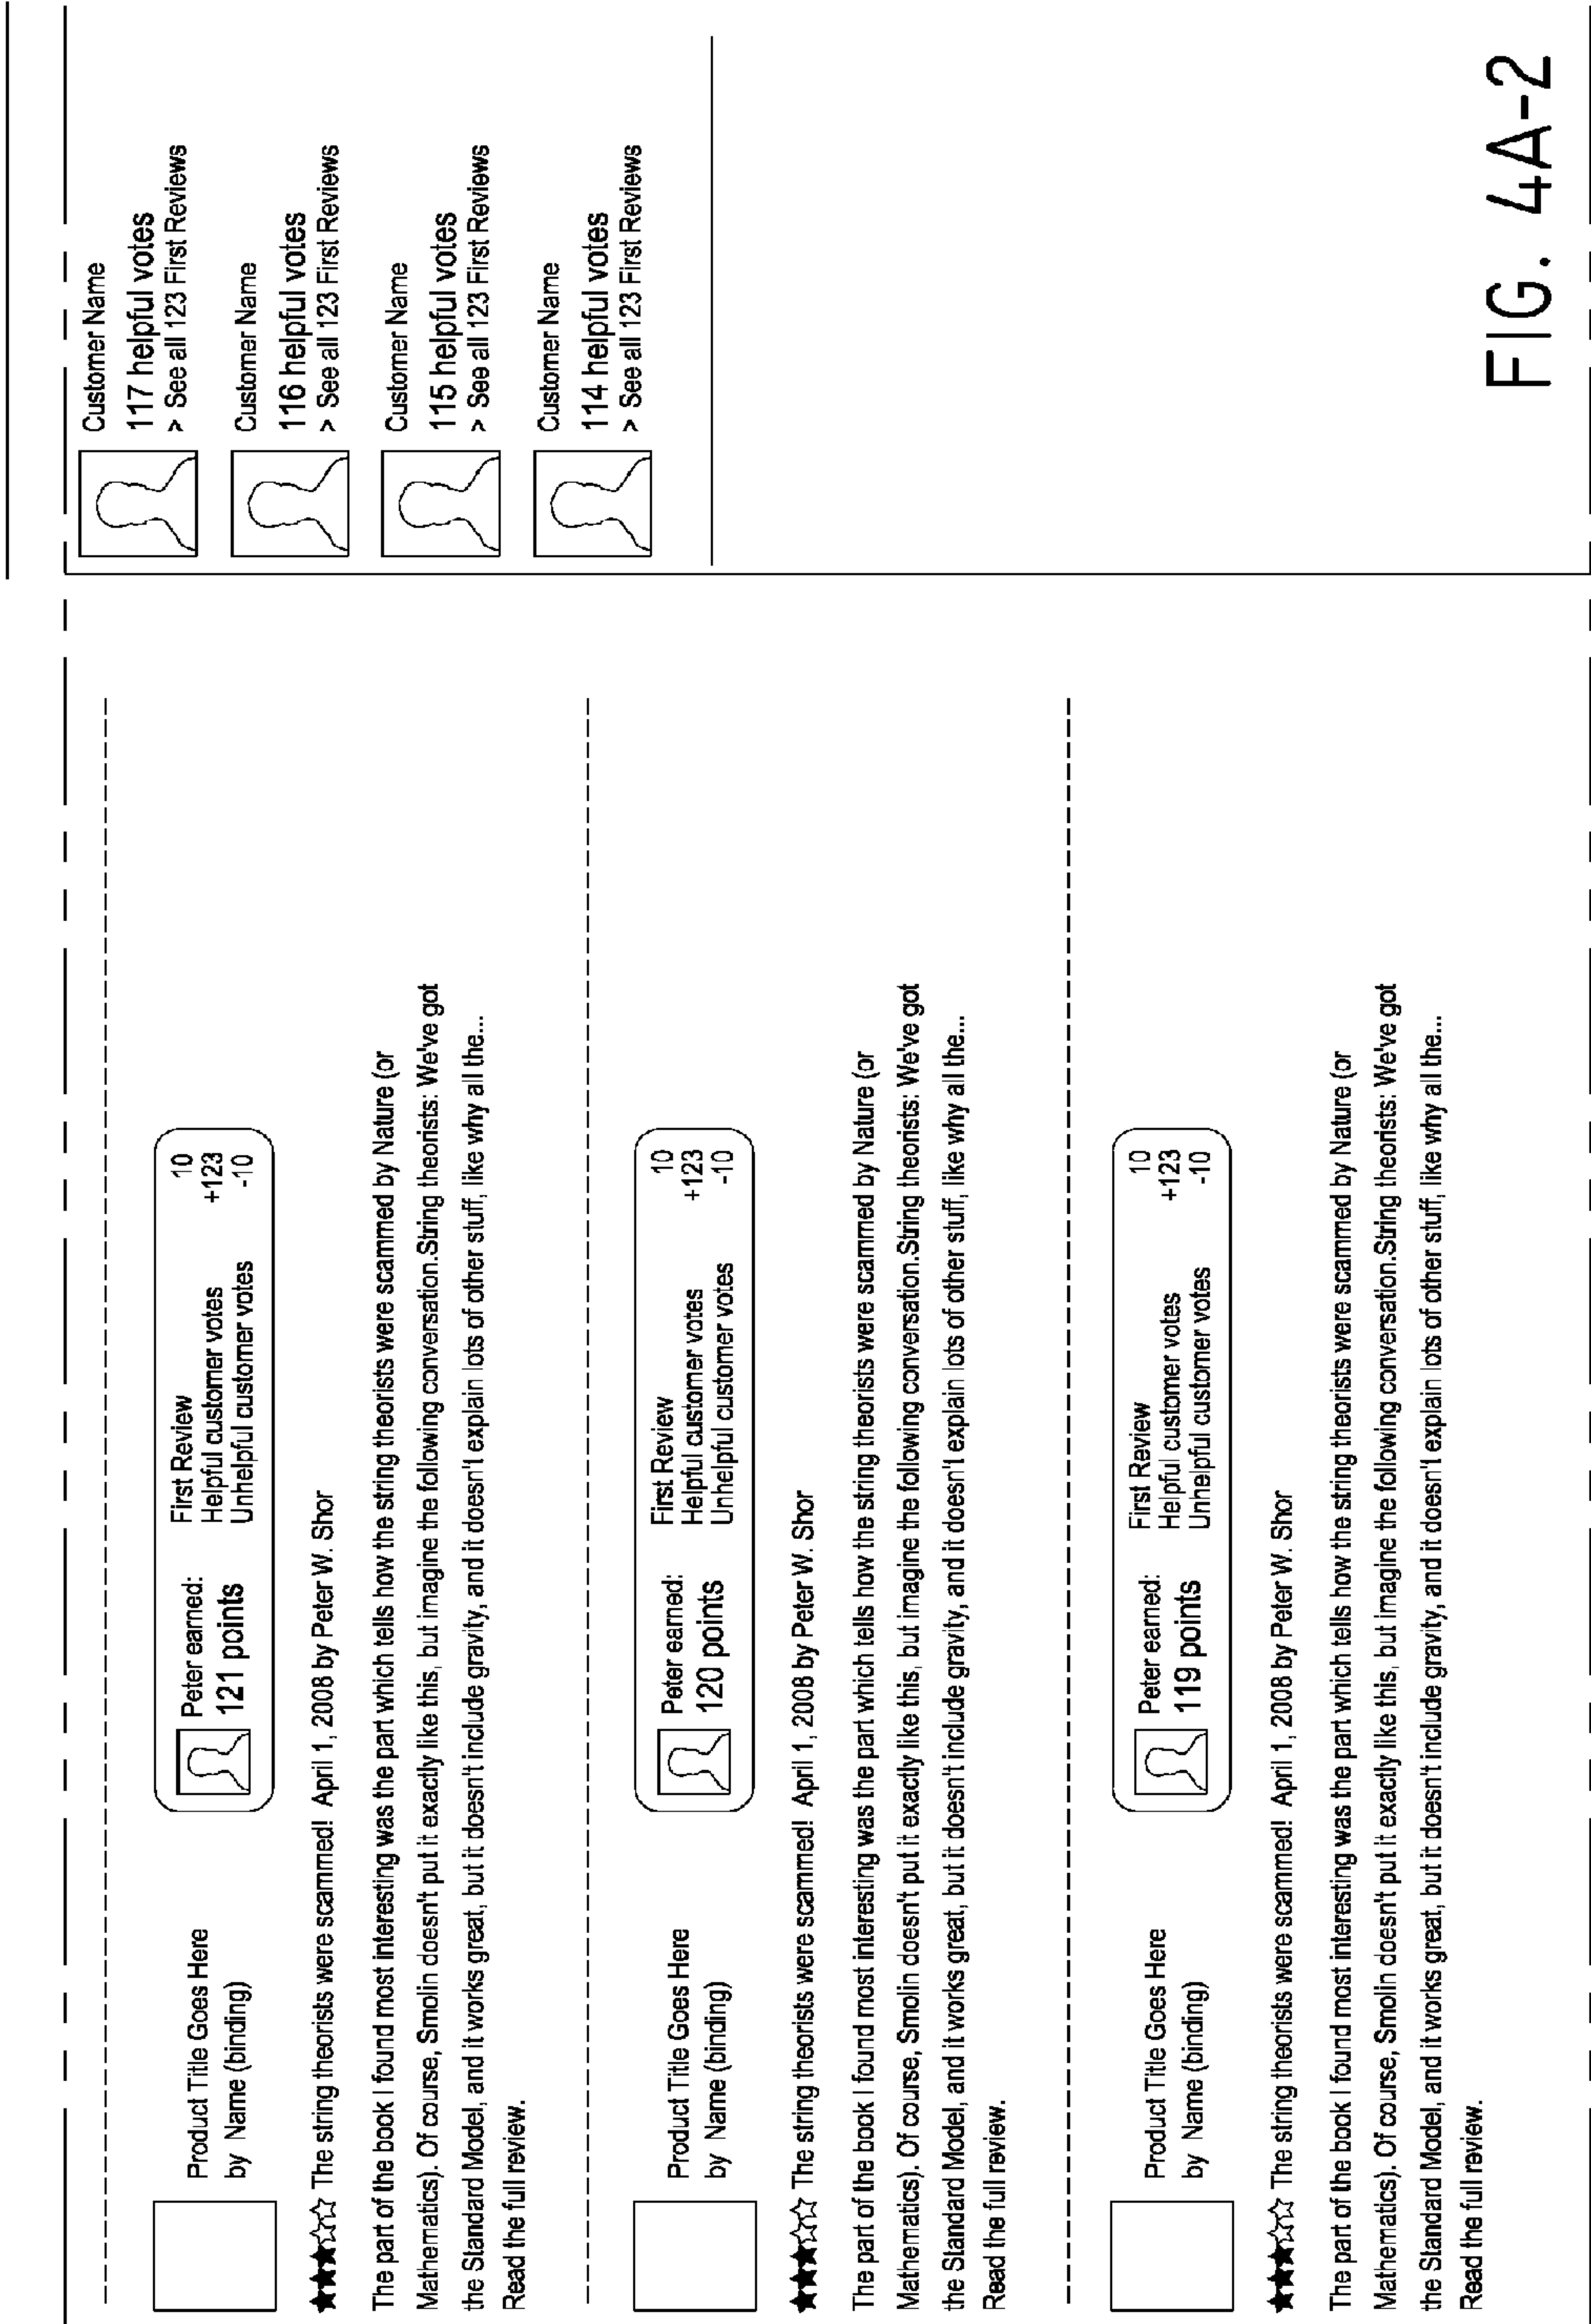 Product Title Goes Here
by Name (binding)
Peter earned:
121 points
First Review 10
Helpful customer votes +123
Unhelpful customer votes -10
The string theorists were scammed! April 1, 2008 by Peter W. Shor
The part of the book I found most interesting was the part which tells how the string theorists were scammed by Nature (or
Mathematics). Of course, Smolin doesn't put it exactly like this, but imagine the following conversation.String theorists: We've got
the Standard Model, and it works great, but it doesn't include gravity, and it doesn't explain lots of other stuff, like why all the...
Read the full review.
Product Title Goes Here
by Name (binding)
Peter earned:
120 points
First Review 10
Helpful customer votes +123
Unhelpful customer votes -10
The string theorists were scammed! April 1, 2008 by Peter W. Shor
The part of the book I found most interesting was the part which tells how the string theorists were scammed by Nature (or
Mathematics). Of course, Smolin doesn't put it exactly like this, but imagine the following conversation.String theorists: We've got
the Standard Model, and it works great, but it doesn't include gravity, and it doesn't explain lots of other stuff, like why all the...
Read the full review.
Product Title Goes Here
by Name (binding)
Peter earned:
119 points
First Review 10
Helpful customer votes +123
Unhelpful customer votes -10
The string theorists were scammed! April 1, 2008 by Peter W. Shor
The part of the book I found most interesting was the part which tells how the string theorists were scammed by Nature (or
Mathematics). Of course, Smolin doesn't put it exactly like this, but imagine the following conversation.String theorists: We've got
the Standard Model, and it works great, but it doesn't include gravity, and it doesn't explain lots of other stuff, like why all the...
Read the full review.
Customer Name
117 helpful votes
> See all 123 First Reviews
Customer Name
116 helpful votes
> See all 123 First Reviews
Customer Name
115 helpful votes
> See all 123 First Reviews
Customer Name
114 helpful votes
> See all 123 First Reviews
FIG. 4A-2